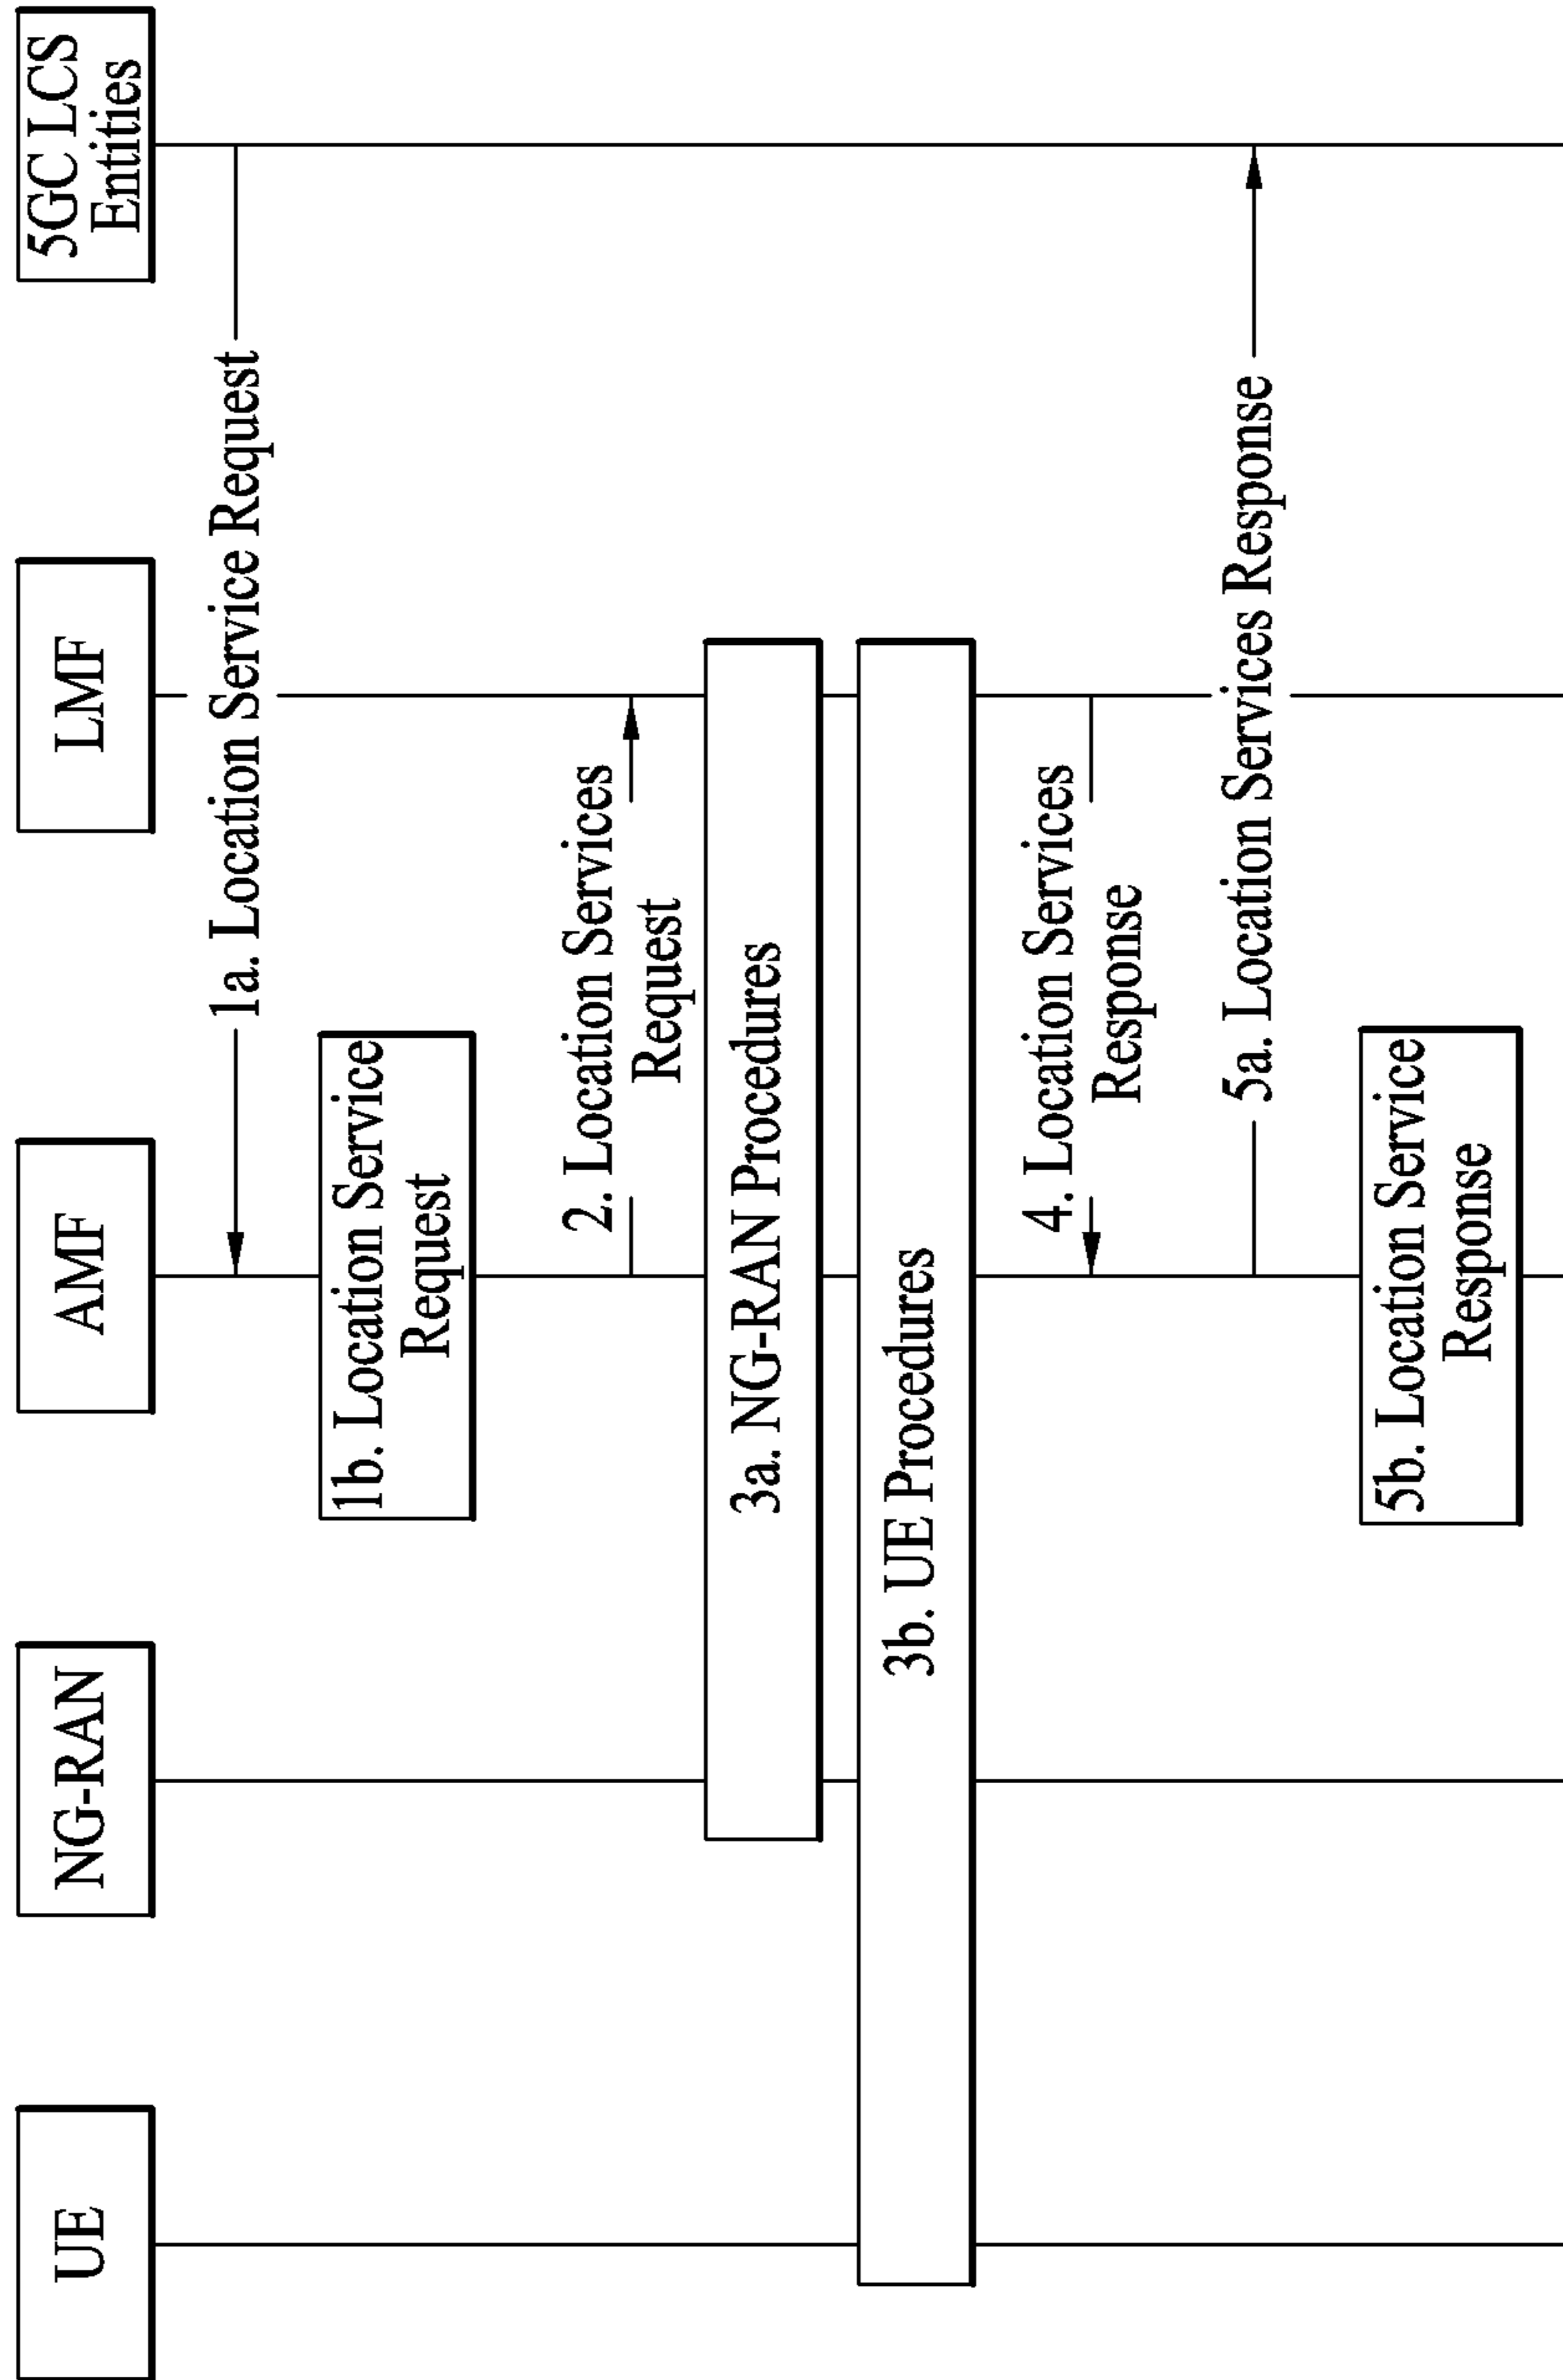 UE
NG-RAN
AMF
LMF
5GC LCS
Entities
1a. Location Service Request
1b. Location Service
Request
2. Location Services
Request
3a. NG-RAN Procedures
3b. UE Procedures
4. Location Services
Response
5a. Location Services Response
5b. Location Service
Response